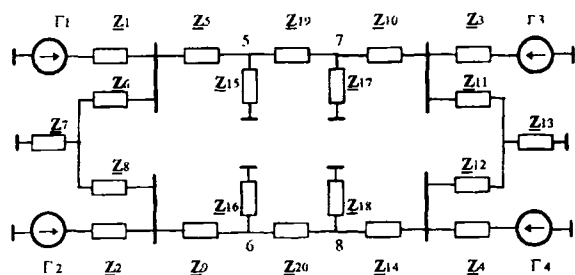 Г1 Z1 Z5 5 Z19 7 Z10 Z3 Г3
Z6 Z15 Z17 Z11
Z7 Z13
Z8 Z16 Z18 Z12
Г2 Z2 Z9 6 Z20 8 Z14 Z4 Г4